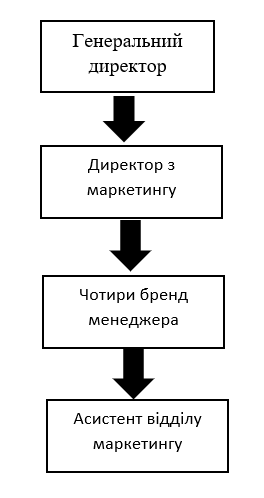 Генеральний
директор
Директор з
маркетингу
Чотири бренд
менеджера
Асистент відділу
маркетингу